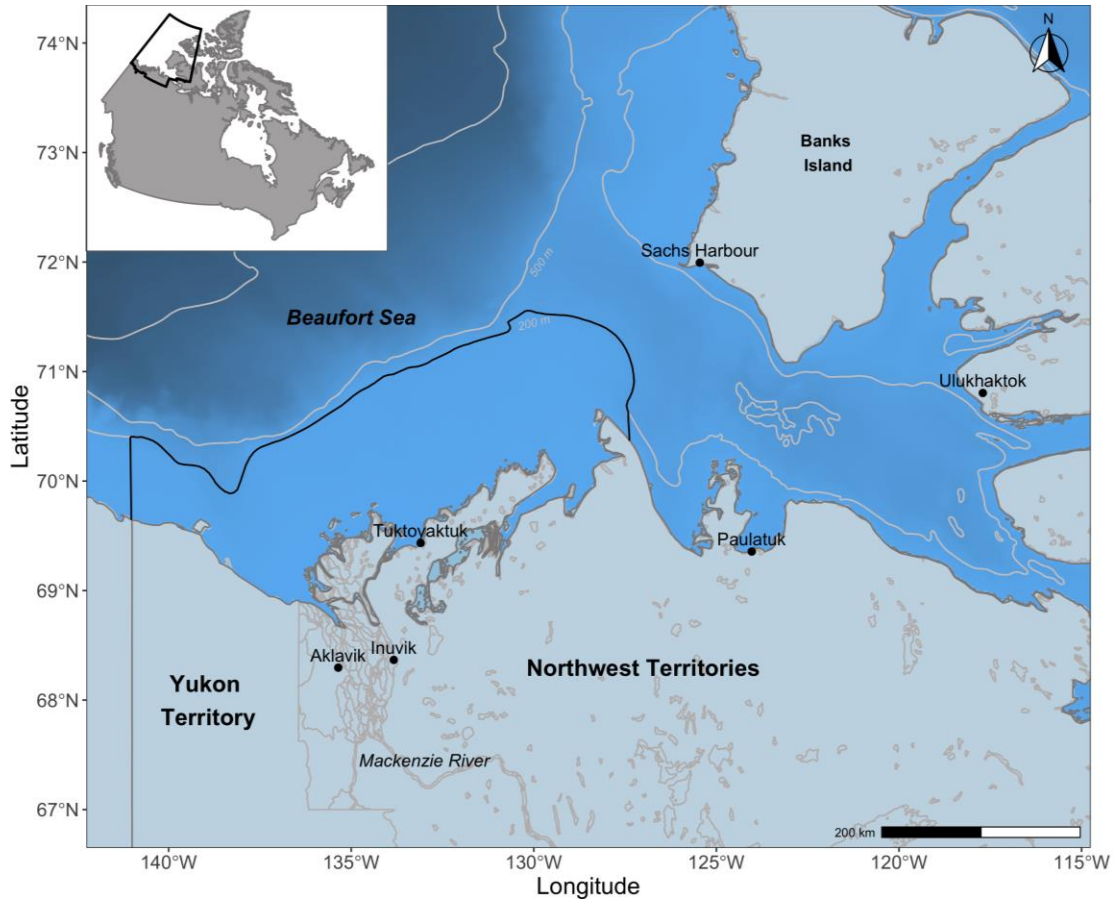 74°N
73°N
72°N
71°N
70°N
69°N
68°N
67°N
Latitude
N
Banks
Island
Sachs Harbour
500 m
Beaufort Sea
200 m
Ulukhaktok
Tuktoyaktuk
Paulatuk
Inuvik
Aklavik
Northwest Territories
Yukon
Territory
Mackenzie River
200 km
140°W
135°W
130°W
125°W
120°W
115°W
Longitude